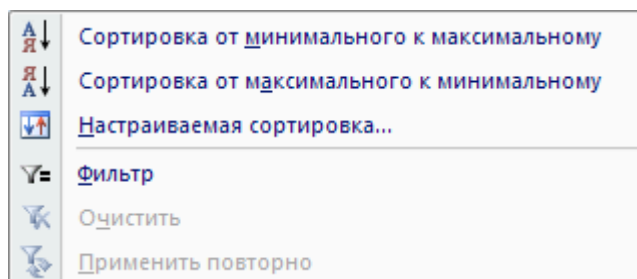 Сортировка от минимального к максимальному
Сортировка от максимального к минимальному
Настраиваемая сортировка...
Фильтр
Очистить
Применить повторно